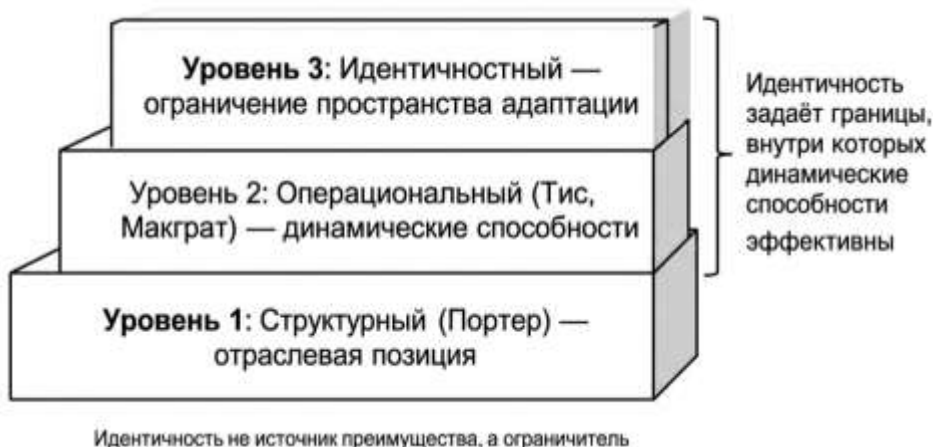 Уровень 3: Идентичностный —
ограничение пространства адаптации
Уровень 2: Операциональный (Тис,
Макграт) — динамические способности
Уровень 1: Структурный (Портер) —
отраслевая позиция
Идентичность
задаёт границы,
внутри которых
динамические
способности
эффективны
Идентичность не источник преимущества, а ограничитель